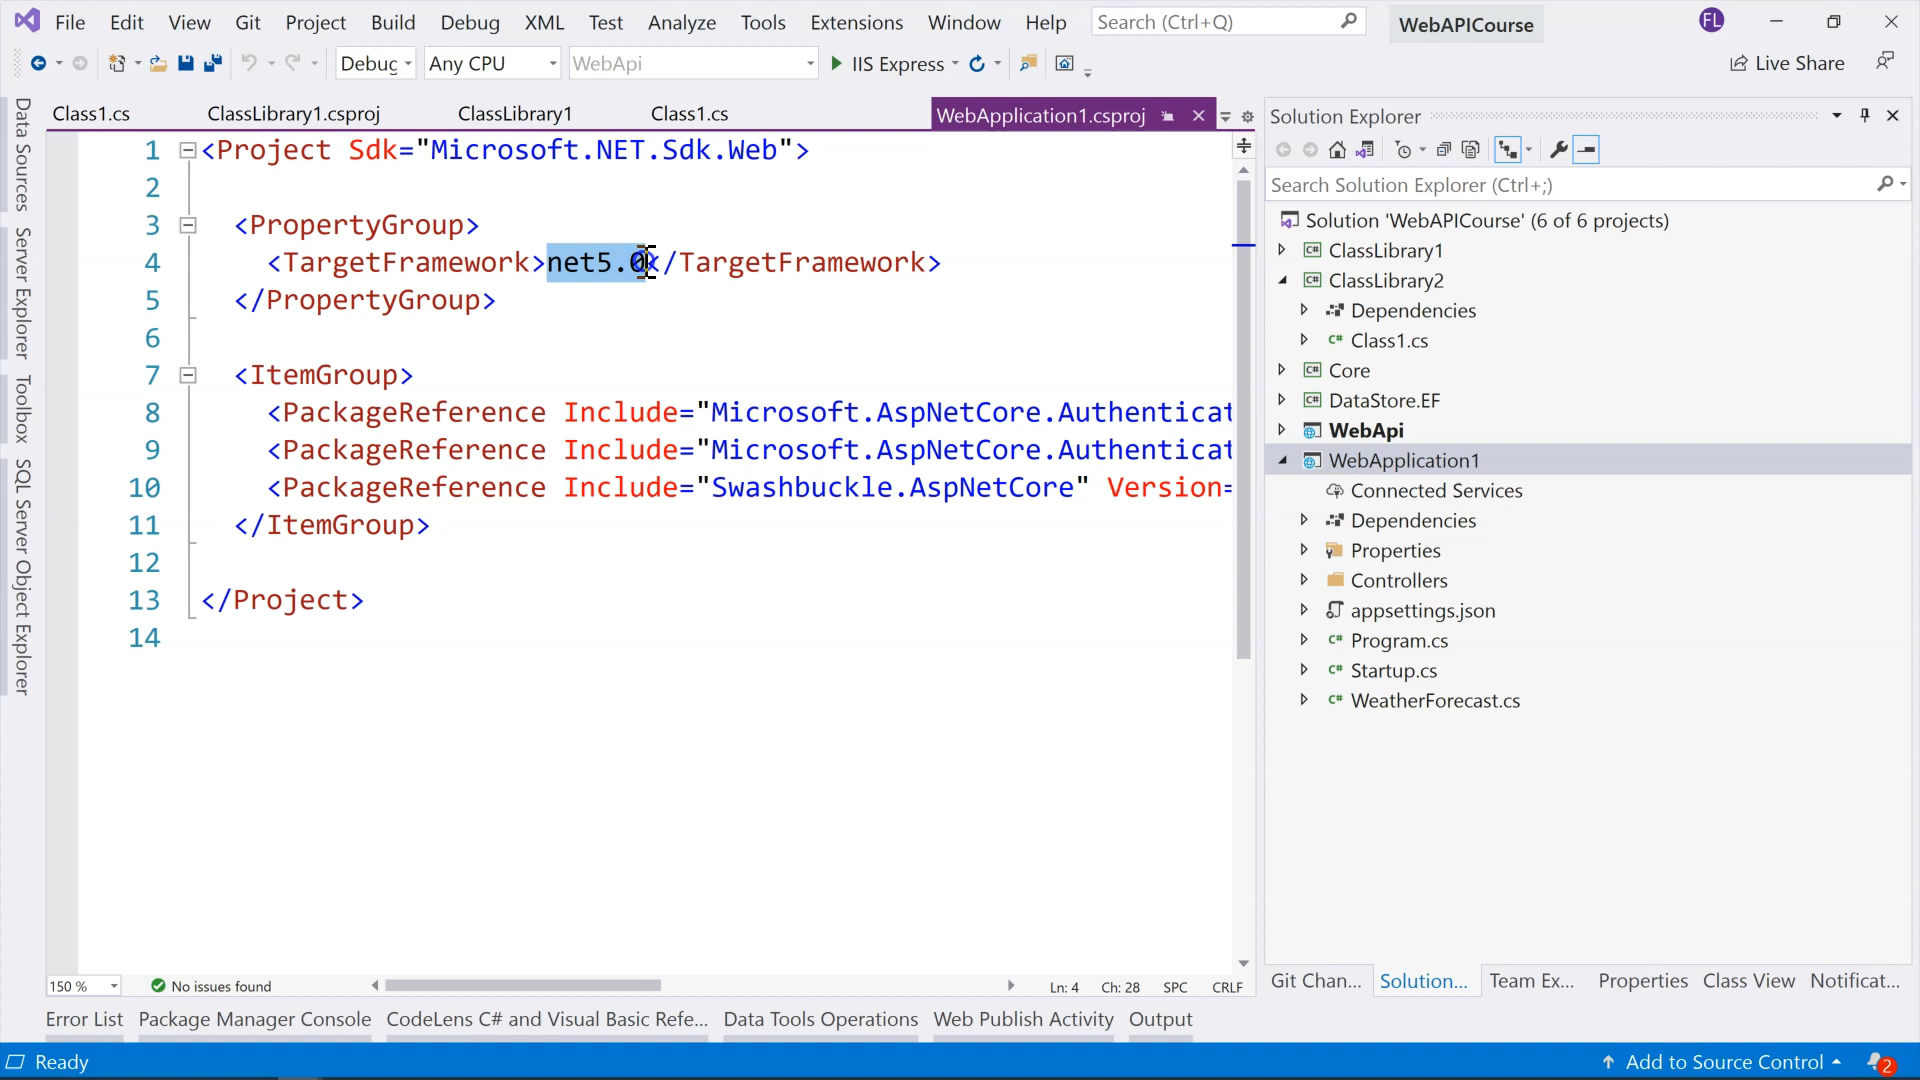 File Edit View Git Project Build Debug XML Test Analyze Tools Extensions Window Help Search (Ctrl+Q) WebAPICourse FL
Debug Any CPU WebApi IIS Express Live Share
Data Sources
Server Explorer
Toolbox
SQL Server Object Explorer
Class1.cs ClassLibrary1.csproj ClassLibrary1 Class1.cs WebApplication1.csproj
1 <Project Sdk="Microsoft.NET.Sdk.Web">
2
3 <PropertyGroup>
4 <TargetFramework>net5.0</TargetFramework>
5 </PropertyGroup>
6
7 <ItemGroup>
8 <PackageReference Include="Microsoft.AspNetCore.Authenticat
9 <PackageReference Include="Microsoft.AspNetCore.Authenticat
10 <PackageReference Include="Swashbuckle.AspNetCore" Version=
11 </ItemGroup>
12
13 </Project>
14
150 % No issues found Ln: 4 Ch: 28 SPC CRLF
Solution Explorer
Search Solution Explorer (Ctrl+;)
Solution 'WebAPICourse' (6 of 6 projects)
ClassLibrary1
ClassLibrary2
Dependencies
C# Class1.cs
Core
DataStore.EF
WebApi
WebApplication1
Connected Services
Dependencies
Properties
Controllers
appsettings.json
C# Program.cs
C# Startup.cs
C# WeatherForecast.cs
Git Chan... Solution... Team Ex... Properties Class View Notificat...
Error List Package Manager Console CodeLens C# and Visual Basic Refe... Data Tools Operations Web Publish Activity Output
Ready Add to Source Control 2